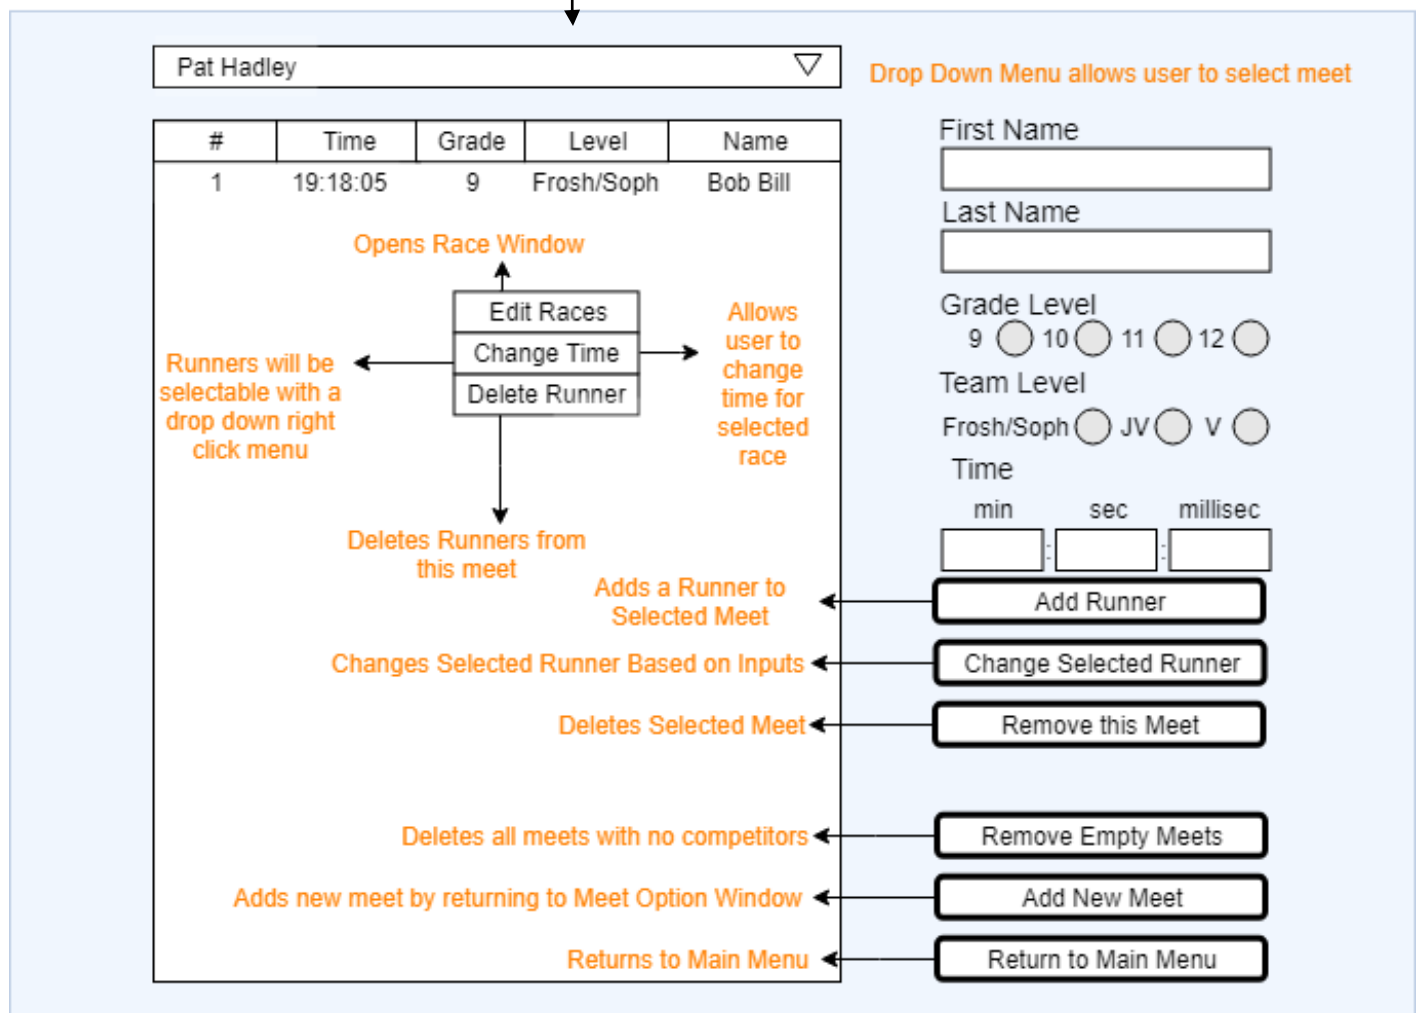 Pat Hadley
Drop Down Menu allows user to select meet
# Time Grade Level Name
1 19:18:05 9 Frosh/Soph Bob Bill
Opens Race Window
Edit Races
Change Time
Delete Runner
Runners will be
selectable with a
drop down right
click menu
Allows
user to
change
time for
selected
race
Deletes Runners from
this meet
First Name
Last Name
Grade Level
9 10 11 12
Team Level
Frosh/Soph JV V
Time
min sec millisec
: :
Adds a Runner to
Selected Meet
Add Runner
Changes Selected Runner Based on Inputs
Change Selected Runner
Deletes Selected Meet
Remove this Meet
Deletes all meets with no competitors
Remove Empty Meets
Adds new meet by returning to Meet Option Window
Add New Meet
Returns to Main Menu
Return to Main Menu